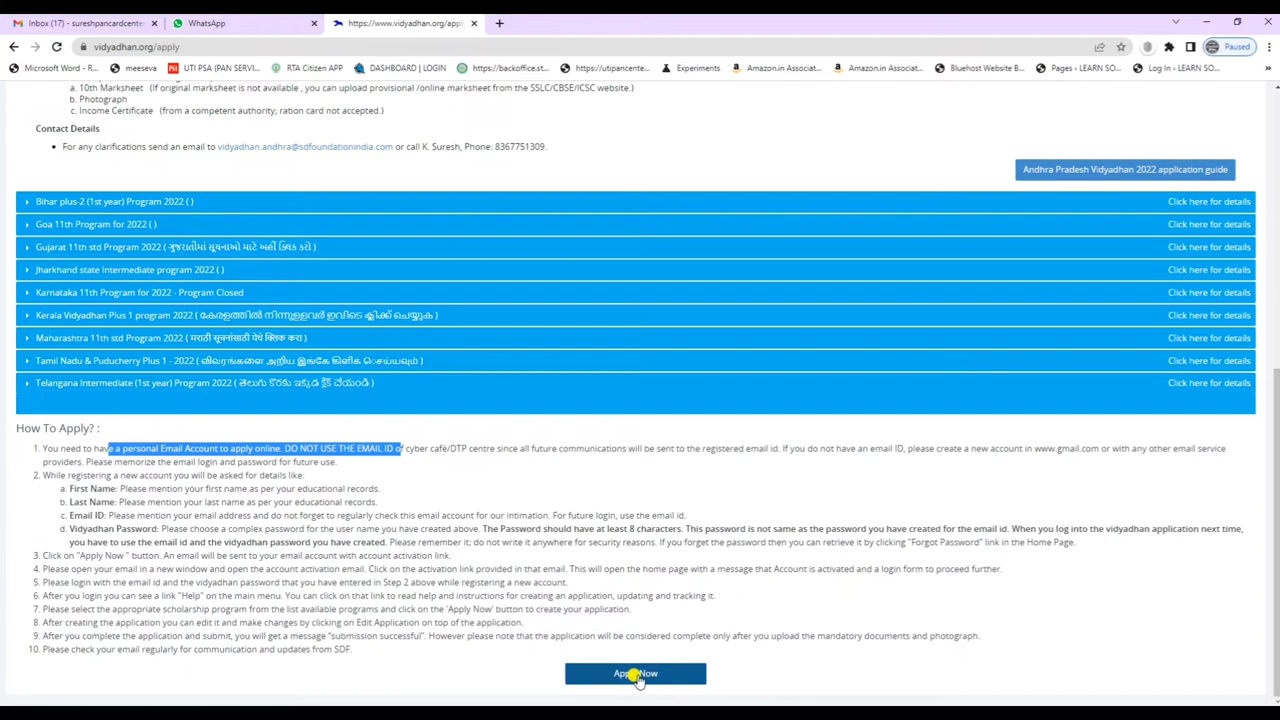 Inbox (17) - sureshpancardcente
WhatsApp
https://www.vidyadhan.org/apply
vidyadhan.org/apply
Paused
Microsoft Word - R...
meeseva
UTI PSA (PAN SERVI...
RTA Citizen APP
DASHBOARD | LOGIN
https://backoffice.st...
https://utipancente...
Experiments
Amazon.in Associat...
Amazon.in Associat...
Bluehost Website B...
Pages ‹ LEARN SO...
Log In ‹ LEARN SO...
a. 10th Marksheet (If original marksheet is not available , you can upload provisional /online marksheet from the SSLC/CBSE/ICSC website.)
b. Photograph
c. Income Certificate (from a competent authority; ration card not accepted.)
Contact Details
For any clarifications send an email to vidyadhan.andhra@sdfoundationindia.com or call K. Suresh, Phone: 8367751309.
Andhra Pradesh Vidyadhan 2022 application guide
Bihar plus-2 (1st year) Program 2022 ( ) Click here for details
Goa 11th Program for 2022 ( ) Click here for details
Gujarat 11th std Program 2022 ( ગુજરાતીમાં સૂચનાઓ માટે અહીં ક્લિક કરો ) Click here for details
Jharkhand state Intermediate program 2022 ( ) Click here for details
Karnataka 11th Program for 2022 - Program Closed Click here for details
Kerala Vidyadhan Plus 1 program 2022 ( കേരളത്തിൽ നിന്നുള്ളവർ ഇവിടെ ക്ലിക്ക് ചെയ്യുക ) Click here for details
Maharashtra 11th std Program 2022 ( मराठी सूचनांसाठी येथे क्लिक करा ) Click here for details
Tamil Nadu & Puducherry Plus 1 - 2022 ( விவரங்களை அறிய இங்கே கிளிக் செய்யவும் ) Click here for details
Telangana Intermediate (1st year) Program 2022 ( తెలుగు కొరకు ఇక్కడ క్లిక్ చేయండి ) Click here for details
How To Apply? :
1. You need to have a personal Email Account to apply online. DO NOT USE THE EMAIL ID of cyber café/DTP centre since all future communications will be sent to the registered email id. If you do not have an email ID, please create a new account in www.gmail.com or with any other email service
providers. Please memorize the email login and password for future use.
2. While registering a new account you will be asked for details like:
a. First Name: Please mention your first name as per your educational records.
b. Last Name: Please mention your last name as per your educational records.
c. Email ID: Please mention your email address and do not forget to regularly check this email account for our intimation. For future login, use the email id.
d. Vidyadhan Password: Please choose a complex password for the user name you have created above. The Password should have at least 8 characters. This password is not same as the password you have created for the email id. When you log into the vidyadhan application next time,
you have to use the email id and the vidyadhan password you have created. Please remember it; do not write it anywhere for security reasons. If you forget the password then you can retrieve it by clicking "Forgot Password" link in the Home Page.
3. Click on "Apply Now " button. An email will be sent to your email account with account activation link.
4. Please open your email in a new window and open the account activation email. Click on the activation link provided in that email. This will open the home page with a message that Account is activated and a login form to proceed further.
5. Please login with the email id and the vidyadhan password that you have entered in Step 2 above while registering a new account.
6. After you login you can see a link "Help" on the main menu. You can click on that link to read help and instructions for creating an application, updating and tracking it.
7. Please select the appropriate scholarship program from the list available programs and click on the 'Apply Now' button to create your application.
8. After creating the application you can edit it and make changes by clicking on Edit Application on top of the application.
9. After you complete the application and submit, you will get a message "submission successful". However please note that the application will be considered complete only after you upload the mandatory documents and photograph.
10. Please check your email regularly for communication and updates from SDF.
Apply Now